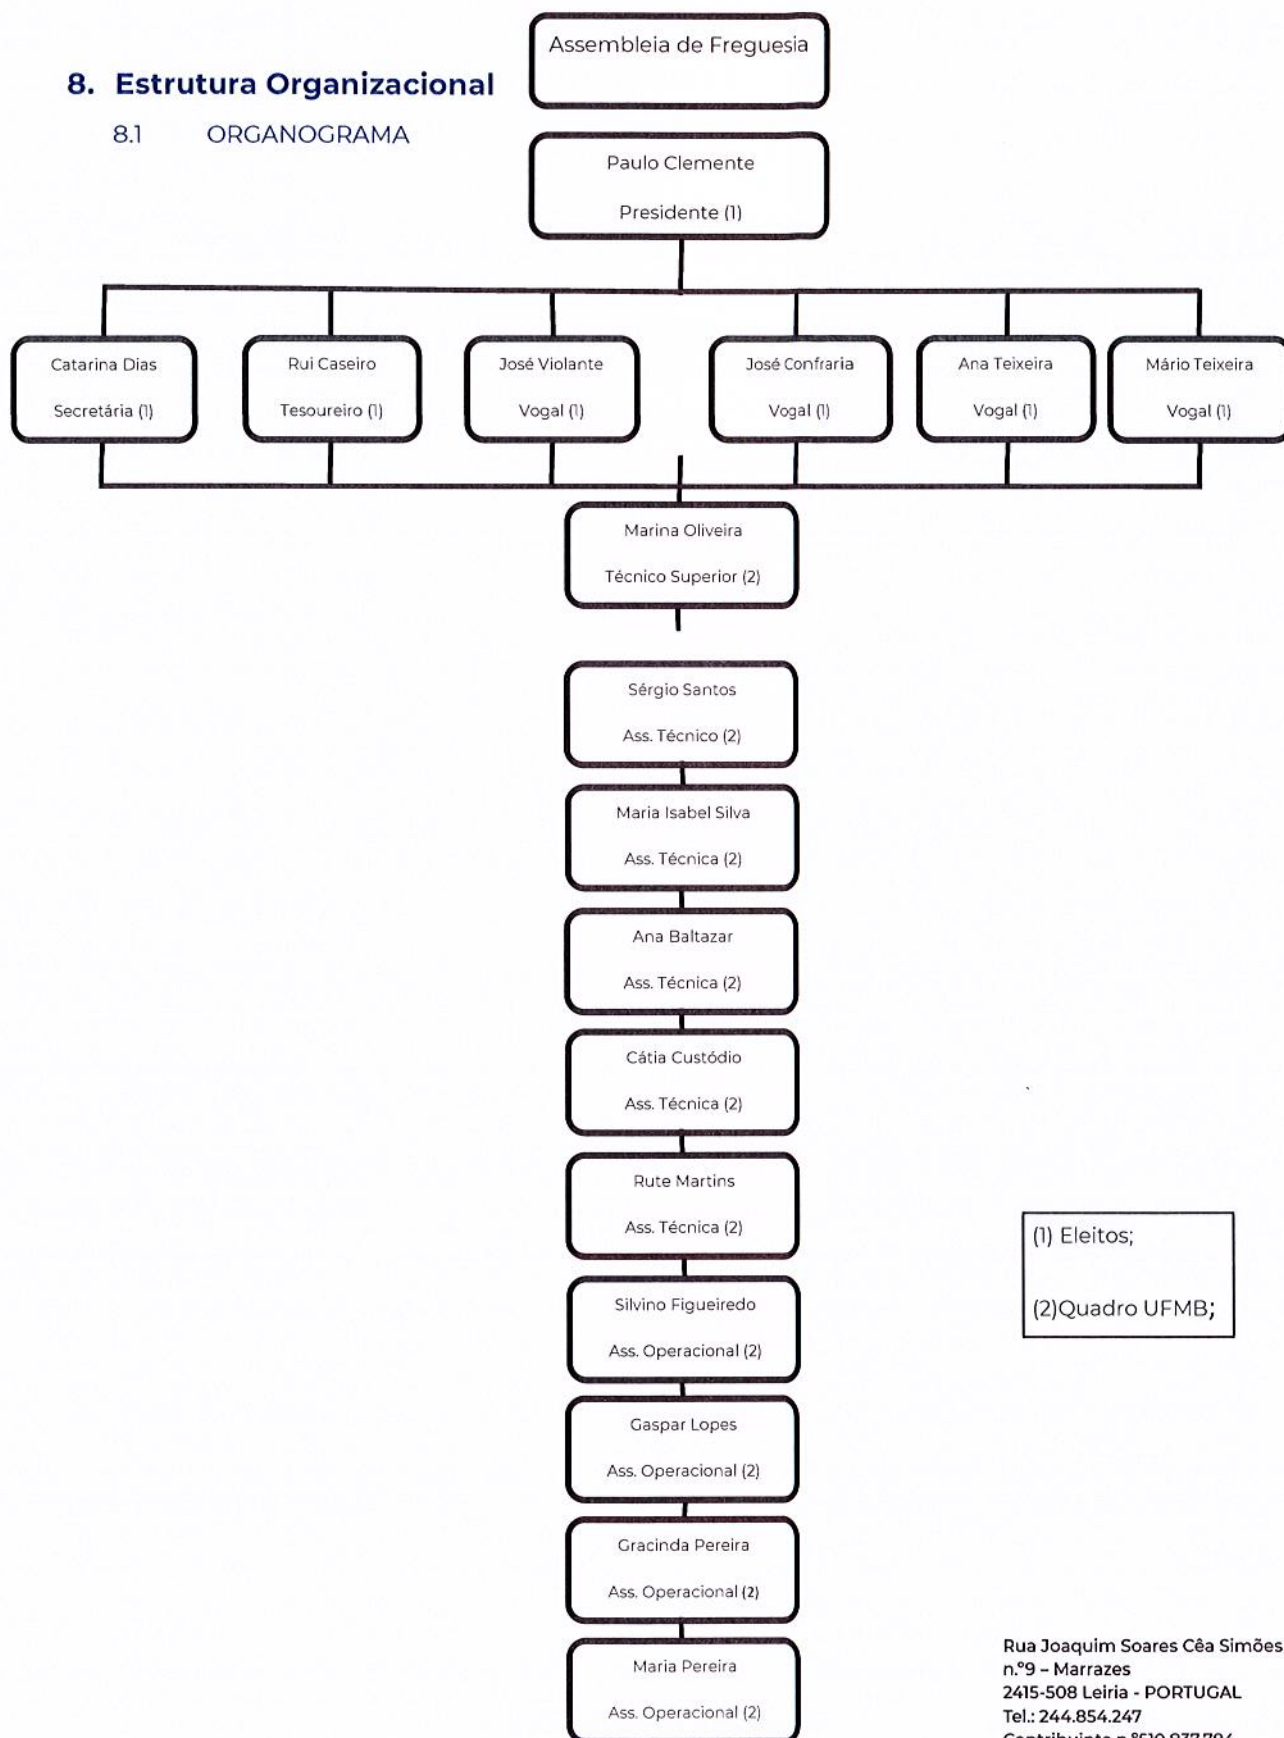 Assembleia de Freguesia
8. Estrutura Organizacional
8.1 ORGANOGRAMA
Paulo Clemente
Presidente (1)
Catarina Dias
Secretária (1)
Rui Caseiro
Tesoureiro (1)
José Violante
Vogal (1)
José Confraria
Vogal (1)
Ana Teixeira
Vogal (1)
Mário Teixeira
Vogal (1)
Marina Oliveira
Técnico Superior (2)
Sérgio Santos
Ass. Técnico (2)
Maria Isabel Silva
Ass. Técnica (2)
Ana Baltazar
Ass. Técnica (2)
Cátia Custódio
Ass. Técnica (2)
Rute Martins
Ass. Técnica (2)
(1) Eleitos;
(2)Quadro UFMB;
Silvino Figueiredo
Ass. Operacional (2)
Gaspar Lopes
Ass. Operacional (2)
Gracinda Pereira
Ass. Operacional (2)
Maria Pereira
Ass. Operacional (2)
Rua Joaquim Soares Cêa Simões
n.º9 – Marrazes
2415-508 Leiria - PORTUGAL
Tel.: 244.854.247